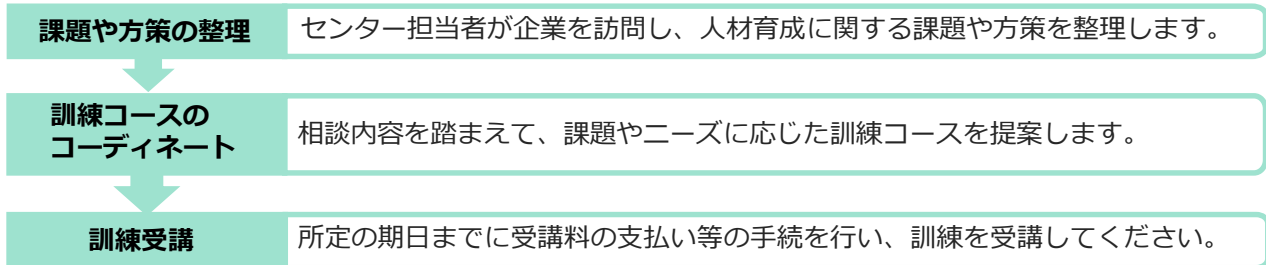 課題や方策の整理
センター担当者が企業を訪問し、人材育成に関する課題や方策を整理します。
訓練コースの
コーディネート
相談内容を踏まえて、課題やニーズに応じた訓練コースを提案します。
訓練受講
所定の期日までに受講料の支払い等の手続を行い、訓練を受講してください。